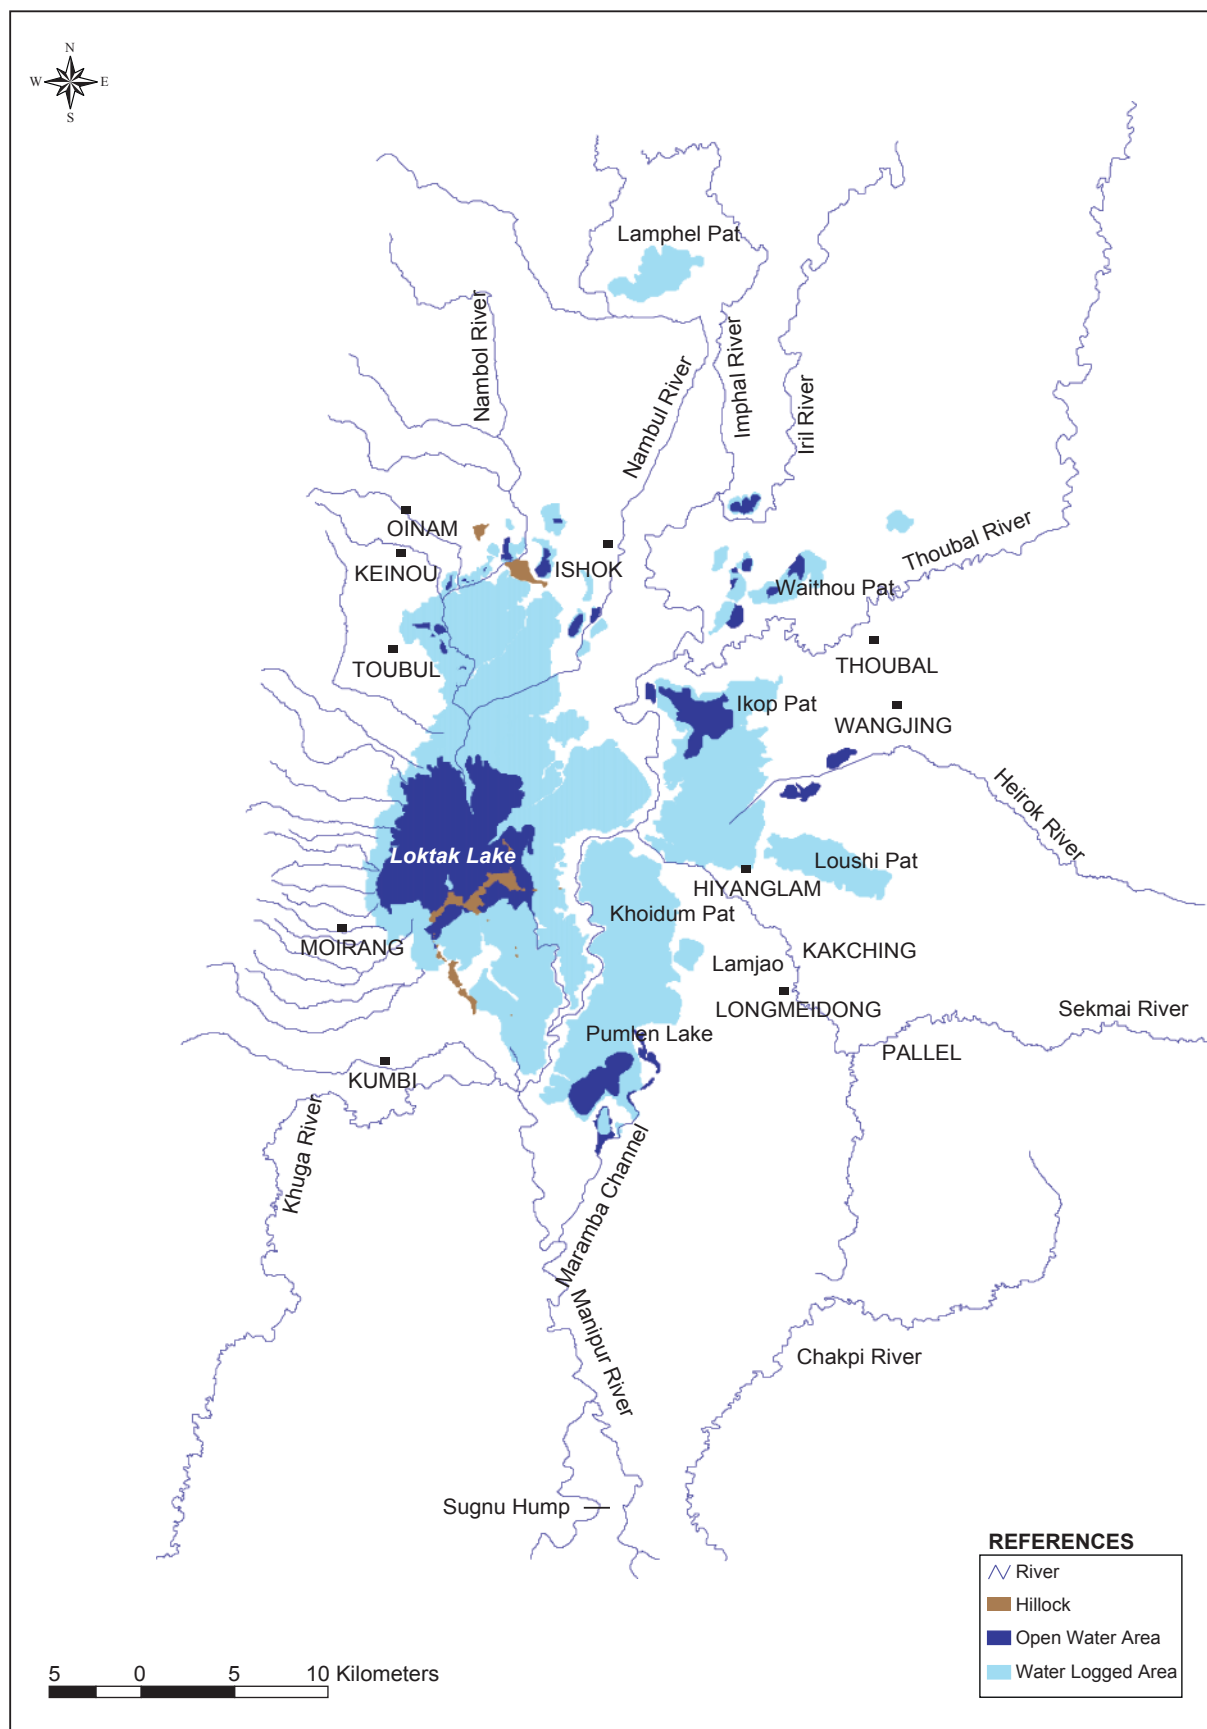 N
W E
S
Lamphel Pat
Nambol River
Nambul River
Imphal River
Iril River
OINAM
KEINOU
ISHOK
Thoubal River
Waithou Pat
TOUBUL
THOUBAL
Ikop Pat
WANGJING
Heirok River
Loktak Lake
Loushi Pat
HIYANGLAM
Khoidum Pat
MOIRANG
KAKCHING
Lamjao
LONGMEIDONG
Sekmai River
Pumlen Lake
PALLEL
KUMBI
Khuga River
Maramba Channel
Manipur River
Chakpi River
Sugnu Hump
REFERENCES
River
Hillock
Open Water Area
Water Logged Area
5 0 5 10 Kilometers